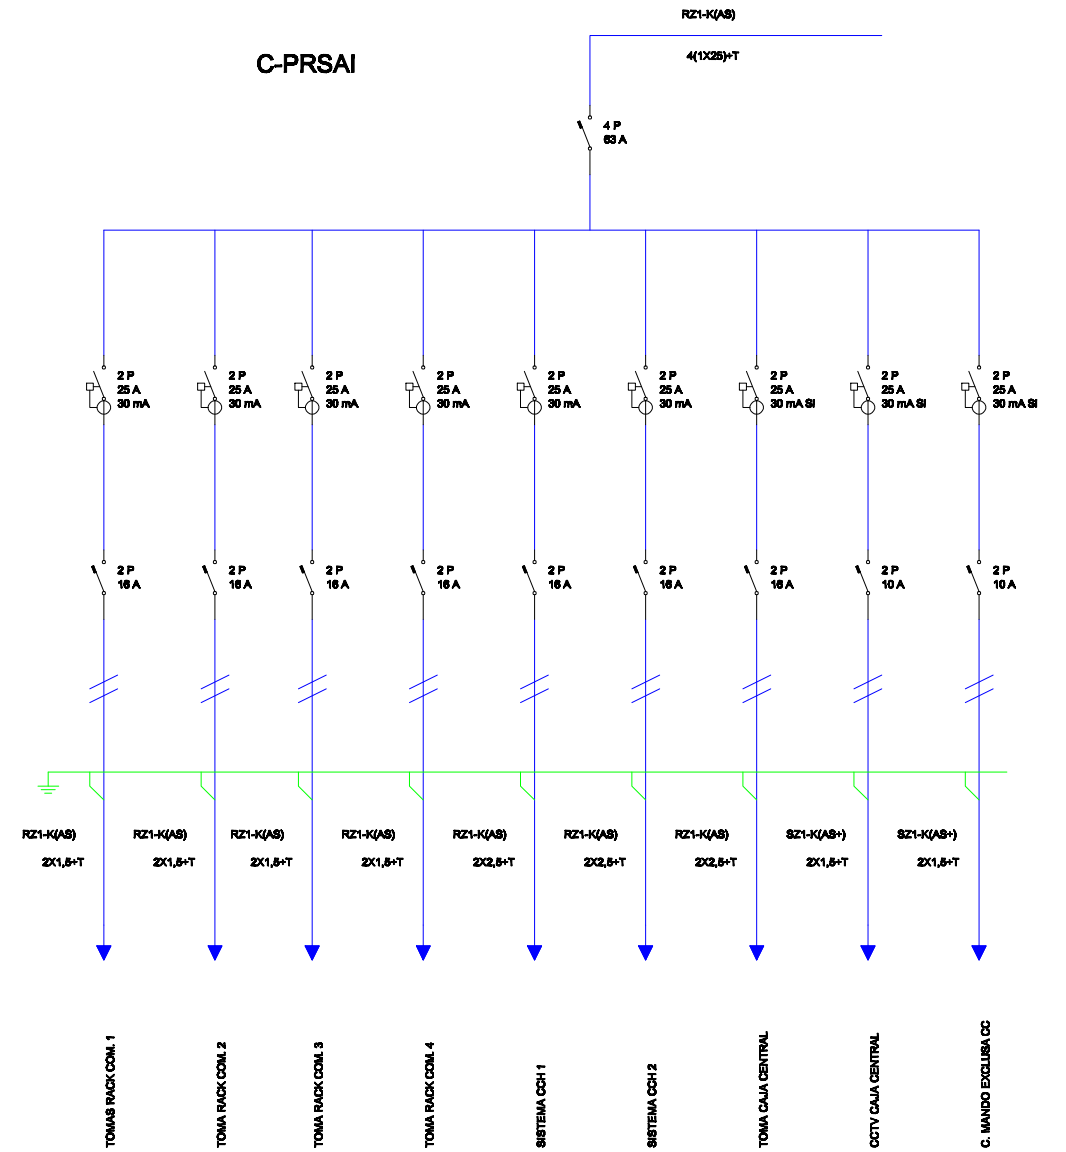 RZ1-K(AS)
C-PRSAI
4(1X25)+T
4 P
63 A
2 P
25 A
30 mA
2 P
25 A
30 mA
2 P
25 A
30 mA
2 P
25 A
30 mA
2 P
25 A
30 mA
2 P
25 A
30 mA
2 P
25 A
30 mA SI
2 P
25 A
30 mA SI
2 P
25 A
30 mA SI
2 P
16 A
2 P
16 A
2 P
16 A
2 P
16 A
2 P
16 A
2 P
16 A
2 P
16 A
2 P
10 A
2 P
10 A
RZ1-K(AS)
2X1,5+T
RZ1-K(AS)
2X1,5+T
RZ1-K(AS)
2X1,5+T
RZ1-K(AS)
2X1,5+T
RZ1-K(AS)
2X2,5+T
RZ1-K(AS)
2X2,5+T
RZ1-K(AS)
2X2,5+T
SZ1-K(AS+)
2X1,5+T
SZ1-K(AS+)
2X1,5+T
TOMAS RACK COM. 1
TOMA RACK COM. 2
TOMA RACK COM. 3
TOMA RACK COM. 4
SISTEMA CCH 1
SISTEMA CCH 2
TOMA CAJA CENTRAL
CCTV CAJA CENTRAL
C. MANDO EXCLUSA CC